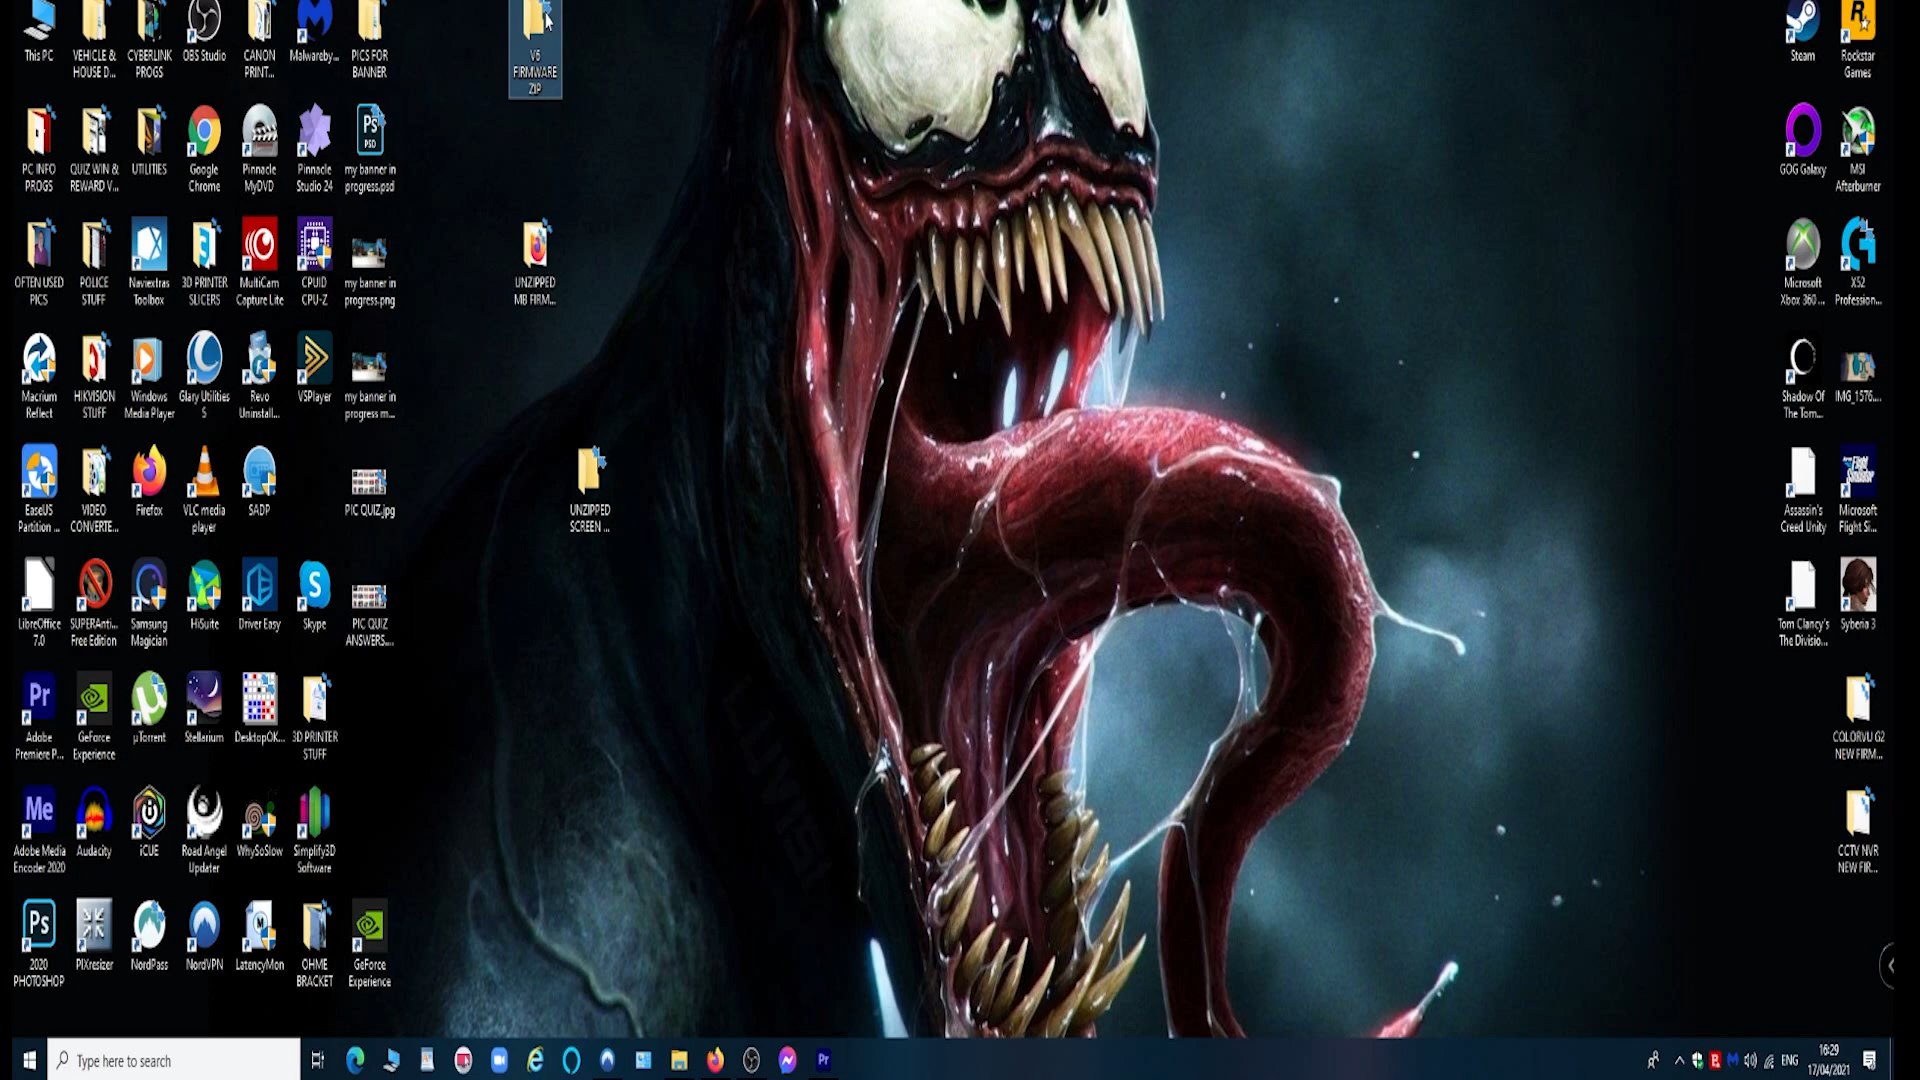 This PC
VEHICLE &
HOUSE D...
CYBERLINK
PROGS
OBS Studio
CANON
PRINT...
Malwareby...
PICS FOR
BANNER
V6
FIRMWARE
ZIP
Steam
Rockstar
Games
PC INFO
PROGS
QUIZ WIN &
REWARD V...
UTILITIES
Google
Chrome
Pinnacle
MyDVD
Pinnacle
Studio 24
my banner in
progress.psd
GOG Galaxy
MSI
Afterburner
OFTEN USED
PICS
POLICE
STUFF
Naviextras
Toolbox
3D PRINTER
SLICERS
MultiCam
Capture Lite
CPUID
CPU-Z
my banner in
progress.png
UNZIPPED
MB FIRM...
Microsoft
Xbox 360 ...
X52
Profession...
Macrium
Reflect
HIKVISION
STUFF
Windows
Media Player
Glary Utilities
5
Revo
Uninstall...
VSPlayer
my banner in
progress m...
Shadow Of
The Tom...
IMG_1576....
EaseUS
Partition ...
VIDEO
CONVERTE...
Firefox
VLC media
player
SADP
PIC QUIZ.jpg
UNZIPPED
SCREEN ...
Assassin's
Creed Unity
Microsoft
Flight Si...
LibreOffice
7.0
SUPERAnti...
Free Edition
Samsung
Magician
HiSuite
Driver Easy
Skype
PIC QUIZ
ANSWERS....
Tom Clancy's
The Divisio...
Syberia 3
Adobe
Premiere P...
GeForce
Experience
µTorrent
Stellarium
DesktopOK...
3D PRINTER
STUFF
COLORVU G2
NEW FIRM...
Adobe Media
Encoder 2020
Audacity
iCUE
Road Angel
Updater
WhySoSlow
Simplify3D
Software
CCTV NVR
NEW FIR...
2020
PHOTOSHOP
PIXresizer
NordPass
NordVPN
LatencyMon
OHME
BRACKET
GeForce
Experience
Type here to search
ENG
16:29
17/04/2021